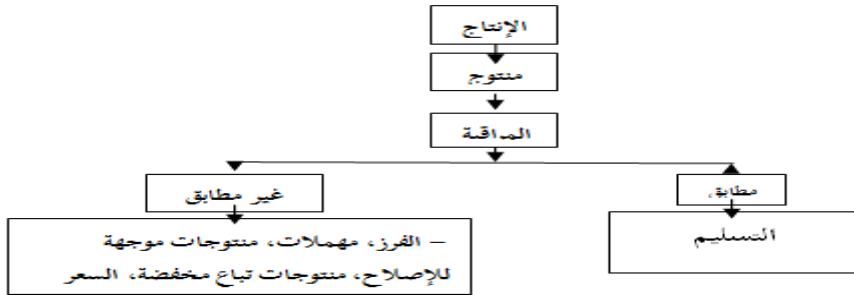 الإنتاج
منتوج
المراقبة
مطابق
غير مطابق
التسليم
– الفرز، مهملات، منتوجات موجهة
للإصلاح، منتوجات تباع مخفضة، السعر